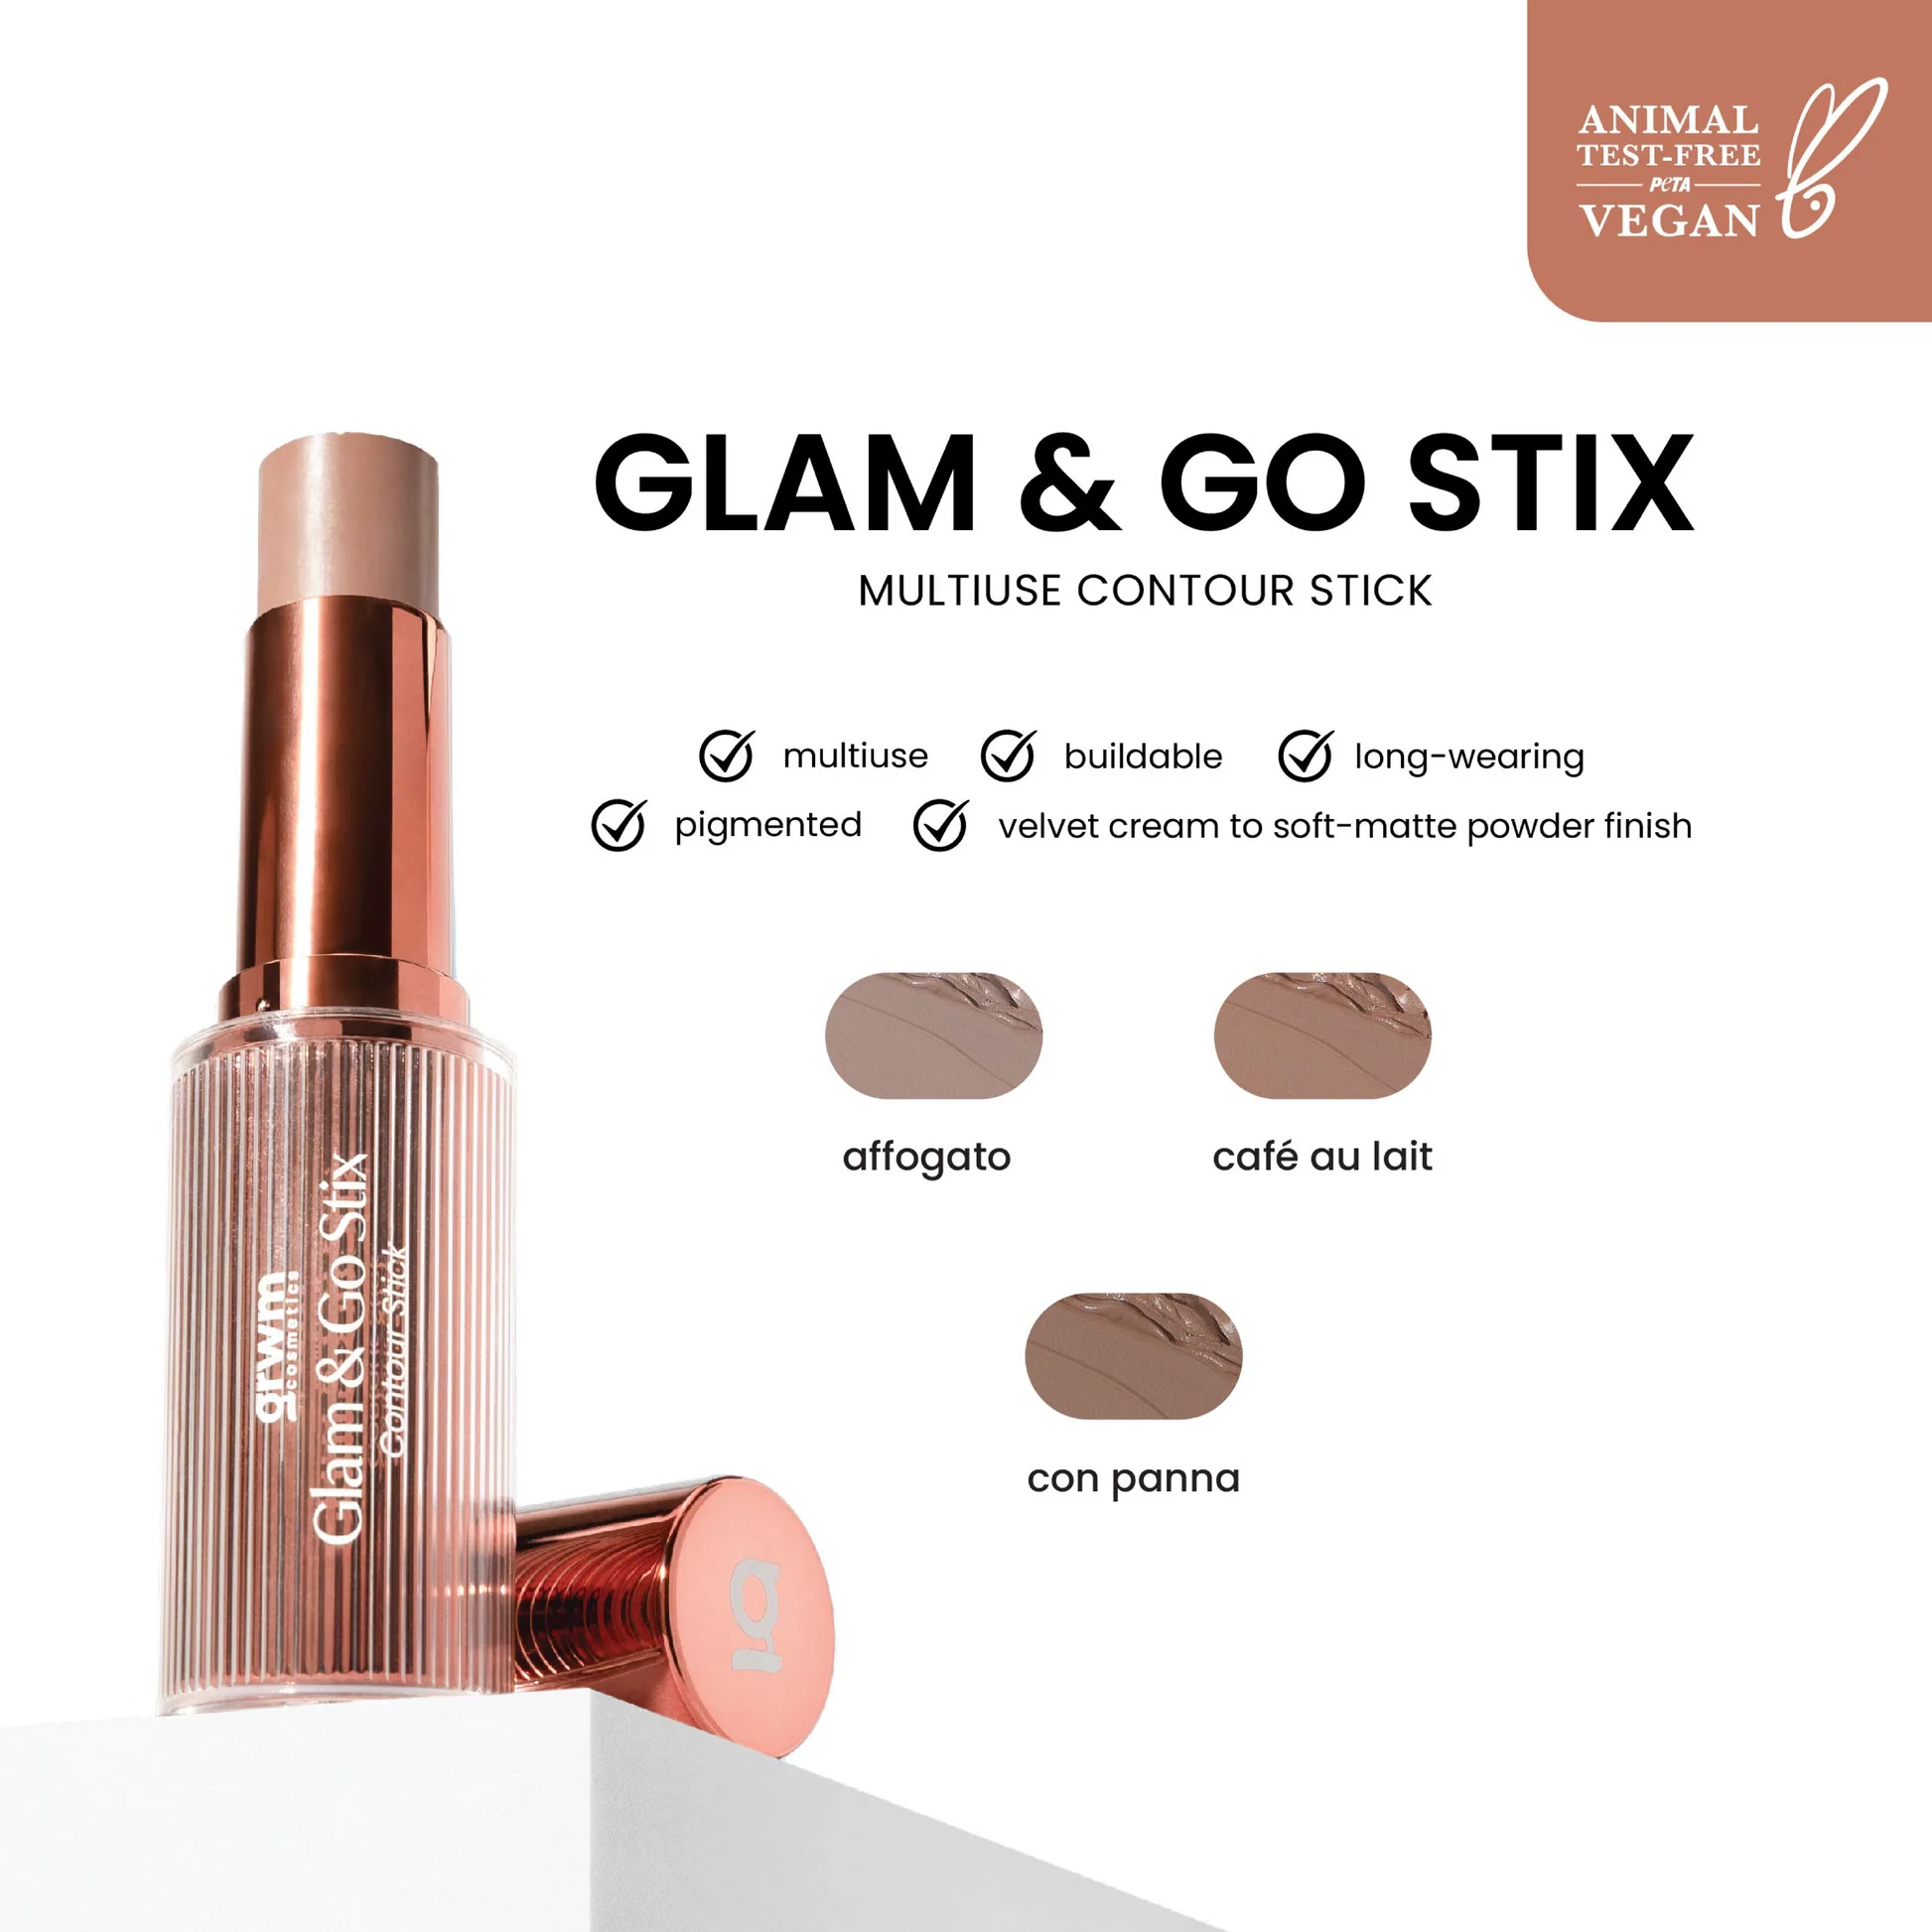 ANIMAL
TEST-FREE
PETA
VEGAN
GLAM & GO STIX
MULTIUSE CONTOUR STICK
multiuse buildable long-wearing
pigmented velvet cream to soft-matte powder finish
affogato café au lait
con panna
grwm
cosmetics
Glam & Go Stix
Contour Stick
g